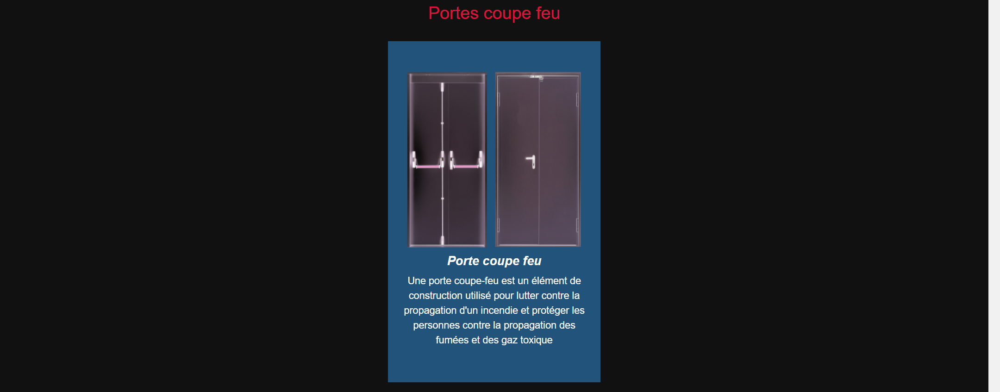 Portes coupe feu
Porte coupe feu
Une porte coupe-feu est un élément de
construction utilisé pour lutter contre la
propagation d'un incendie et protéger les
personnes contre la propagation des
fumées et des gaz toxique